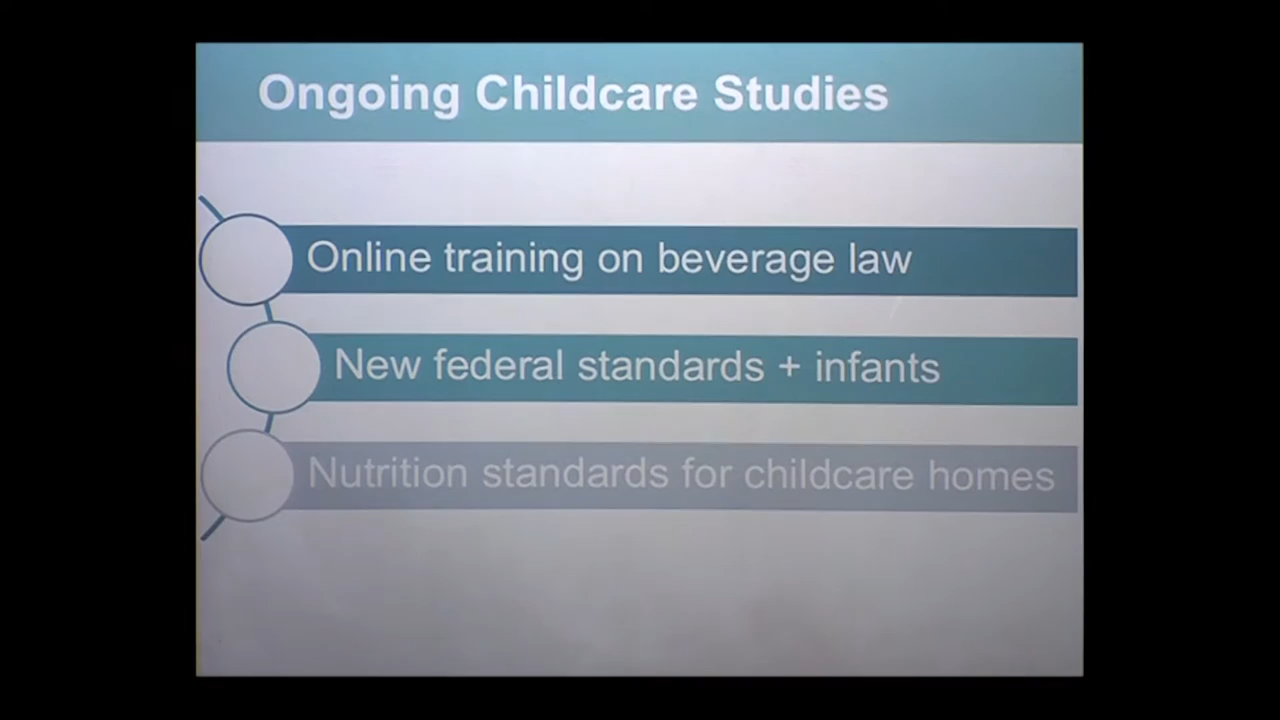 Ongoing Childcare Studies
Online training on beverage law
New federal standards + infants
Nutrition standards for childcare homes